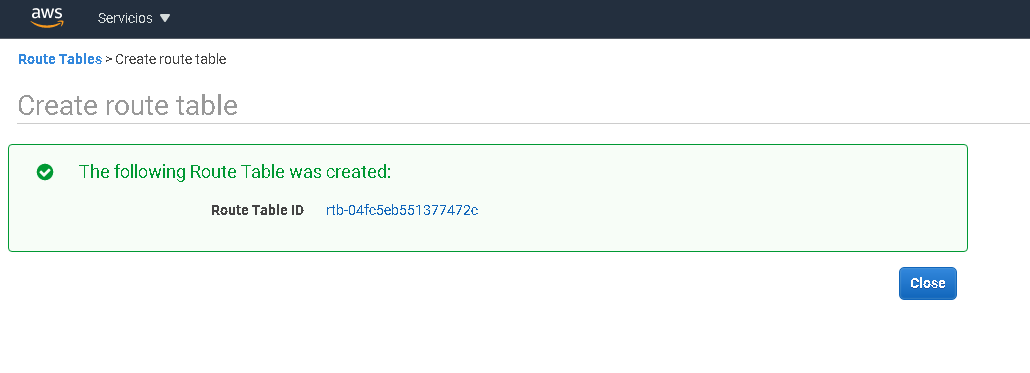 aws Servicios ▼
Route Tables > Create route table
Create route table
The following Route Table was created:
Route Table ID rtb-04fc5eb551377472c
Close